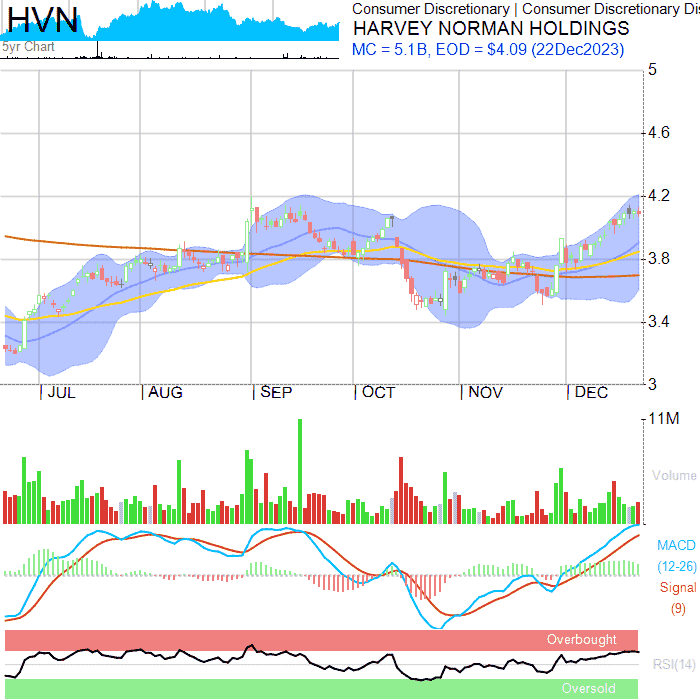 HVN
5yr Chart
Consumer Discretionary | Consumer Discretionary Dis
HARVEY NORMAN HOLDINGS
MC = 5.1B, EOD = $4.09 (22Dec2023)
5
4.6
4.2
3.8
3.4
3
| JUL | AUG | SEP | OCT | NOV | DEC
11M
Volume
MACD
(12-26)
Signal
(9)
Overbought
RSI(14)
Oversold